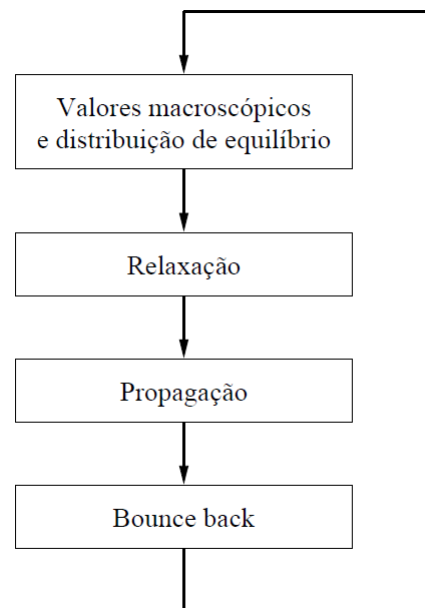 Valores macroscópicos
e distribuição de equilíbrio
Relaxação
Propagação
Bounce back